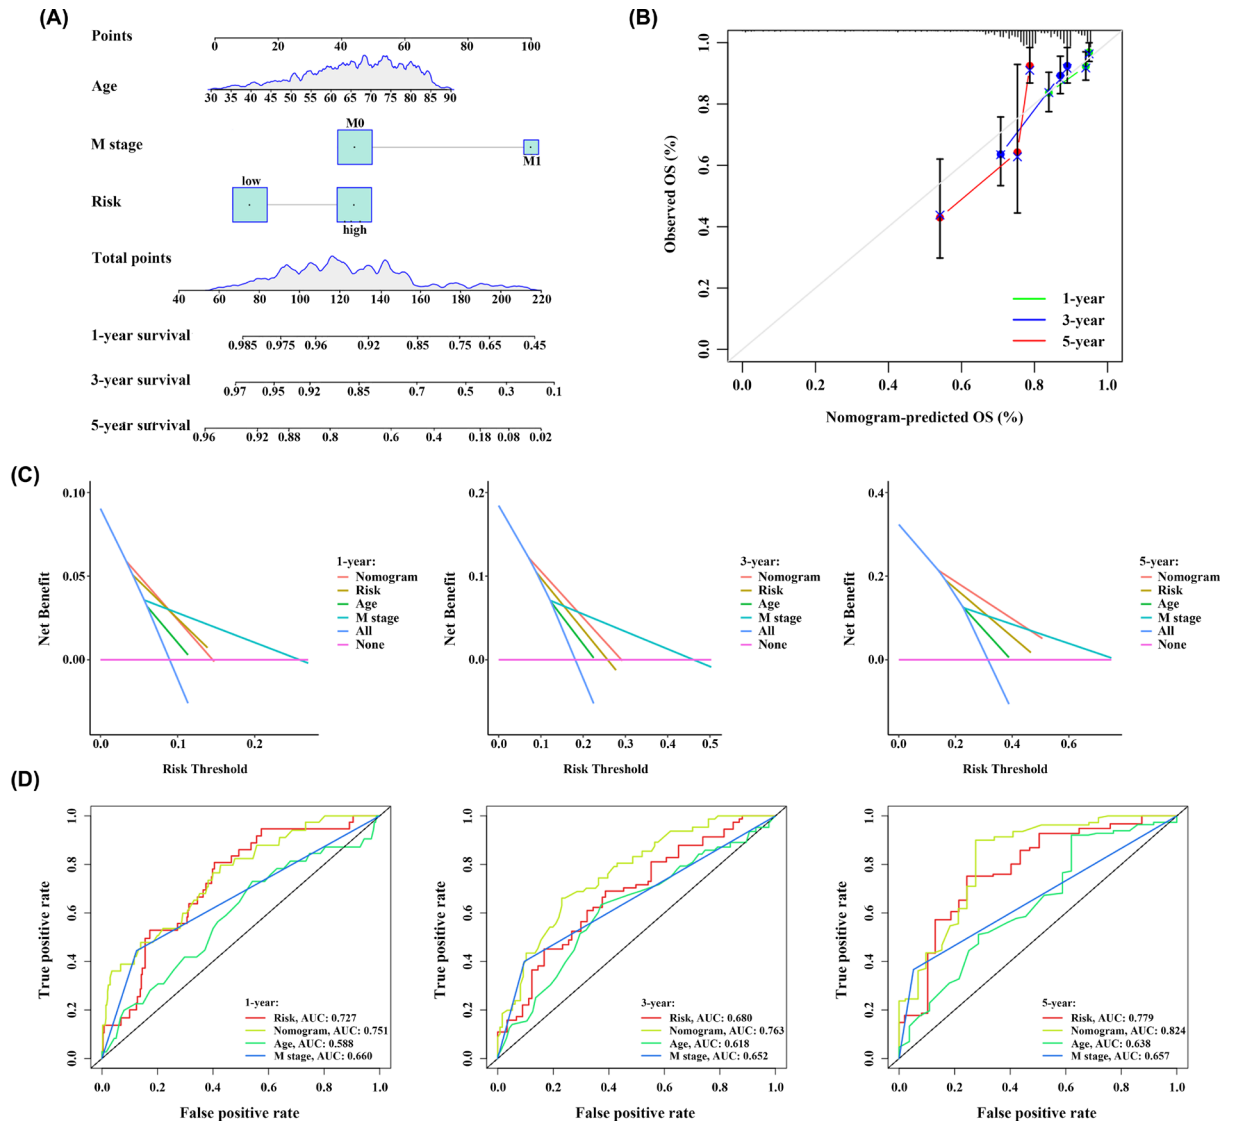 (A)
Points
0 20 40 60 80 100
Age
30 35 40 45 50 55 60 65 70 75 80 85 90
M stage
M0
M1
Risk
low
high
Total points
40 60 80 100 120 140 160 180 200 220
1-year survival
0.985 0.975 0.96 0.92 0.85 0.75 0.65 0.45
3-year survival
0.97 0.95 0.92 0.85 0.7 0.5 0.3 0.1
5-year survival
0.96 0.92 0.88 0.8 0.6 0.4 0.18 0.08 0.02
(B)
Observed OS (%)
1.0
0.8
0.6
0.4
0.2
0.0
1-year
3-year
5-year
0.0 0.2 0.4 0.6 0.8 1.0
Nomogram-predicted OS (%)
(C)
Net Benefit
0.10
0.05
0.00
1-year:
Nomogram
Risk
Age
M stage
All
None
0.0 0.1 0.2
Risk Threshold
Net Benefit
0.2
0.1
0.0
3-year:
Nomogram
Risk
Age
M stage
All
None
0.0 0.1 0.2 0.3 0.4 0.5
Risk Threshold
Net Benefit
0.4
0.2
0.0
5-year:
Nomogram
Risk
Age
M stage
All
None
0.0 0.2 0.4 0.6
Risk Threshold
(D)
True positive rate
1.0
0.8
0.6
0.4
0.2
0.0
1-year:
Risk, AUC: 0.727
Nomogram, AUC: 0.751
Age, AUC: 0.588
M stage, AUC: 0.660
0.0 0.2 0.4 0.6 0.8 1.0
False positive rate
True positive rate
1.0
0.8
0.6
0.4
0.2
0.0
3-year:
Risk, AUC: 0.680
Nomogram, AUC: 0.763
Age, AUC: 0.618
M stage, AUC: 0.652
0.0 0.2 0.4 0.6 0.8 1.0
False positive rate
True positive rate
1.0
0.8
0.6
0.4
0.2
0.0
5-year:
Risk, AUC: 0.779
Nomogram, AUC: 0.824
Age, AUC: 0.638
M stage, AUC: 0.657
0.0 0.2 0.4 0.6 0.8 1.0
False positive rate